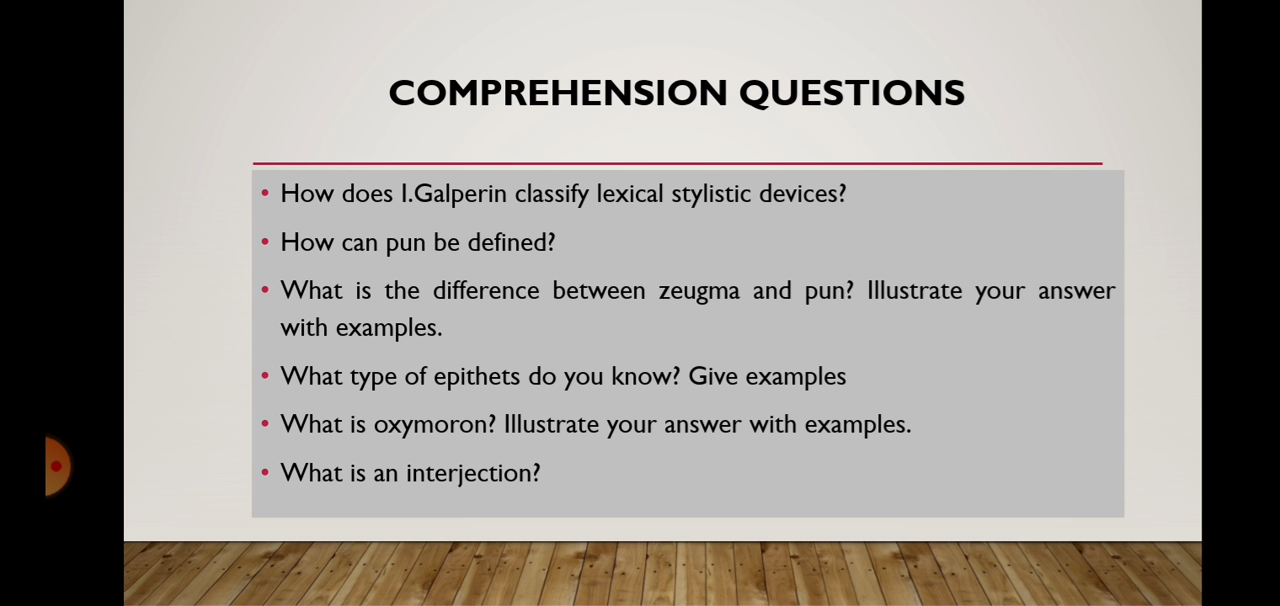 COMPREHENSION QUESTIONS
• How does I.Galperin classify lexical stylistic devices?
• How can pun be defined?
• What is the difference between zeugma and pun? Illustrate your answer
with examples.
• What type of epithets do you know? Give examples
• What is oxymoron? Illustrate your answer with examples.
• What is an interjection?